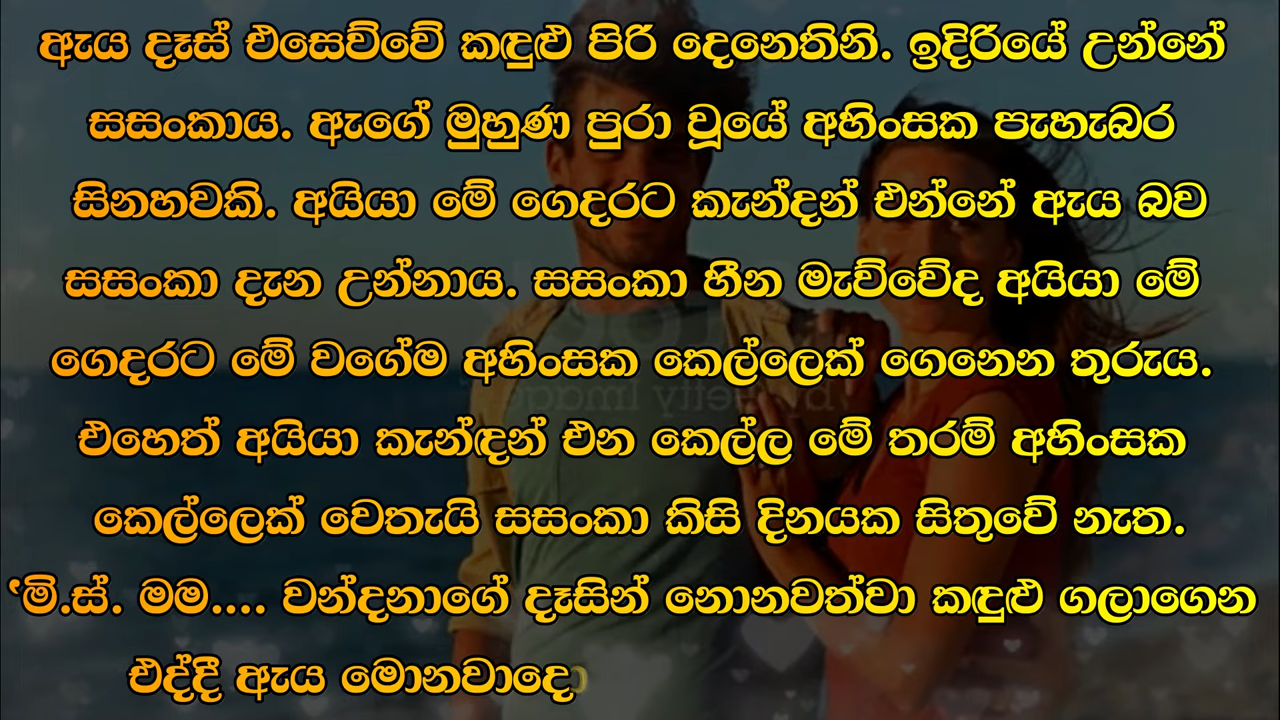 ඇය දෑස් එසෙව්වේ කඳුළු පිරි දෙනෙතිනි. ඉදිරියේ උන්නේ
සසංකාය. ඇගේ මුහුණ පුරා වූයේ අහිංසක පැහැබර
සිනහවකි. අයියා මේ ගෙදරට කැන්දන් එන්නේ ඇය බව
සසංකා දැන උන්නාය. සසංකා හීන මැව්වේද අයියා මේ
ගෙදරට මේ වගේම අහිංසක කෙල්ලෙක් ගෙනෙන තුරුය.
එහෙත් අයියා කැන්ඳන් එන කෙල්ල මේ තරම් අහිංසක
කෙල්ලෙක් වෙතැයි සසංකා කිසි දිනයක සිතුවේ නැත.
‛මි.ස්. මම.... වන්දනාගේ දෑසින් නොනවත්වා කඳුළු ගලාගෙන
එද්දී ඇය මොනවාදෝ